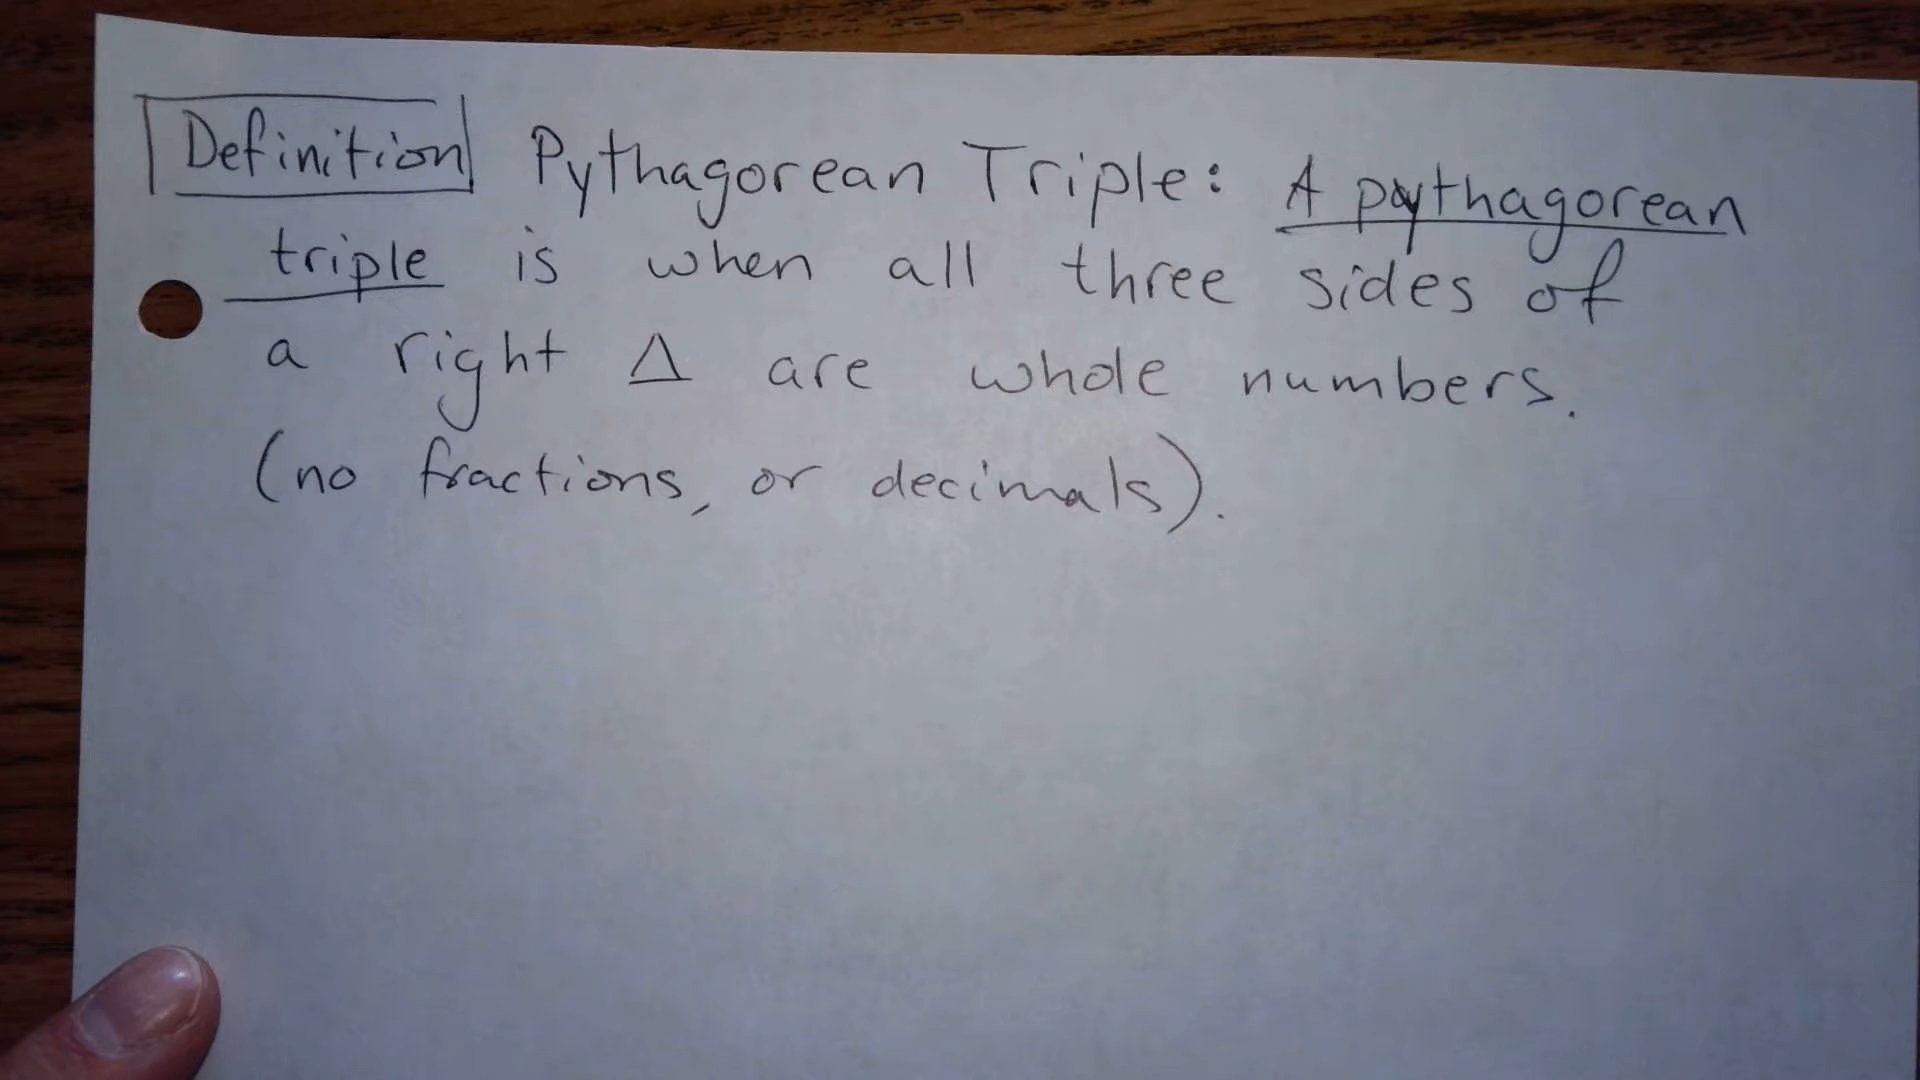 Definition Pythagorean Triple: A pythagorean
triple is when all three sides of
a right Δ are whole numbers.
(no fractions, or decimals).